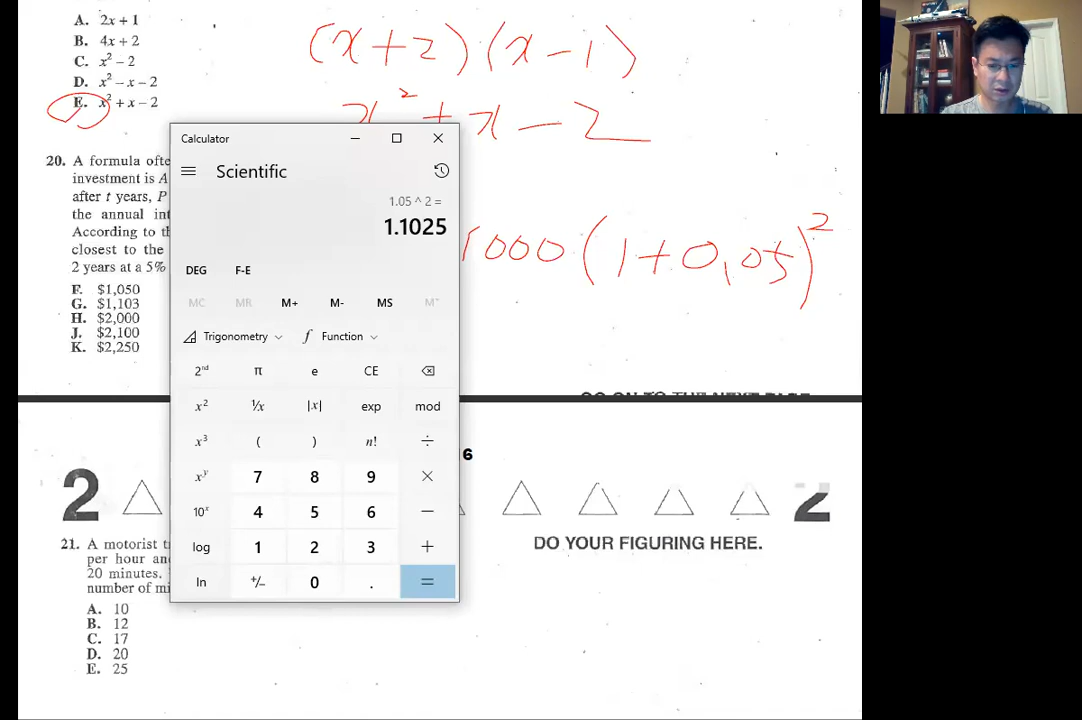 A. 2x + 1
B. 4x + 2
C. x² – 2
D. x² – x – 2
E. x² + x – 2
(x+2)(x-1)
x² + x - 2
20. A formula ofte
investment is A
after t years, P
the annual int
According to th
closest to the
2 years at a 5%
F. $1,050
G. $1,103
H. $2,000
J. $2,100
K. $2,250
1000(1+0.05)²
Calculator
Scientific
1.05 ^ 2 =
1.1025
DEG F-E
MC MR M+ M- MS M˅
Trigonometry Function
2ⁿᵈ π e CE
x² ¹/x |x| exp mod
x³ ( ) n! ÷
xʸ 7 8 9 ×
10ˣ 4 5 6 −
log 1 2 3 +
ln +/− 0 . =
6
2 2
DO YOUR FIGURING HERE.
21. A motorist t
per hour an
20 minutes.
number of mi
A. 10
B. 12
C. 17
D. 20
E. 25